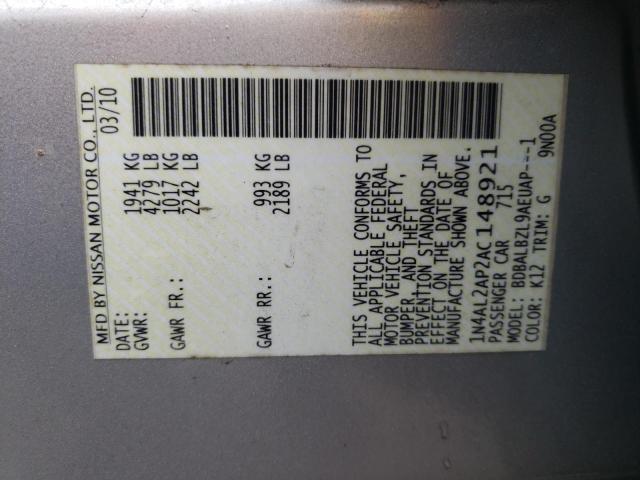 MFD BY NISSAN MOTOR CO., LTD.
DATE: 03/10
GVWR: 1941 KG
4279 LB
GAWR FR.: 1017 KG
2242 LB
GAWR RR.: 993 KG
2189 LB
THIS VEHICLE CONFORMS TO
ALL APPLICABLE FEDERAL
MOTOR VEHICLE SAFETY,
BUMPER, AND THEFT
PREVENTION STANDARDS IN
EFFECT ON THE DATE OF
MANUFACTURE SHOWN ABOVE.
1N4AL2AP2AC148921
PASSENGER CAR 715
MODEL: BDBALBZL9AEUAP---1
COLOR: K12 TRIM: G 9N00A